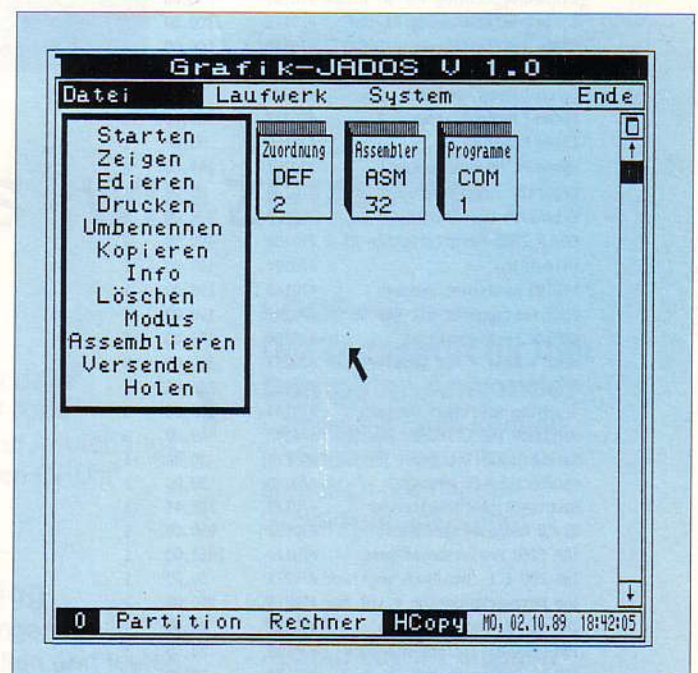 Grafik-JADOS V 1.0
Datei Laufwerk System Ende
Starten
Zeigen
Edieren
Drucken
Umbenennen
Kopieren
Info
Löschen
Modus
Assemblieren
Versenden
Holen
Zuordnung
DEF
2
Assembler
ASM
32
Programme
COM
1
0 Partition Rechner HCopy MO, 02.10.89 18:42:05